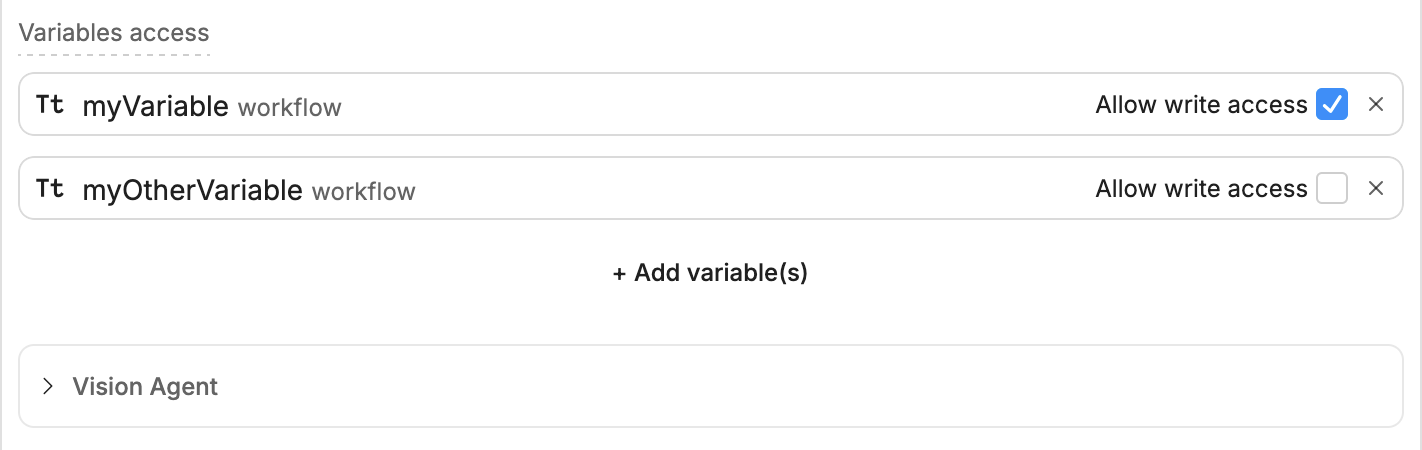 Variables access
Tt myVariable workflow Allow write access
Tt myOtherVariable workflow Allow write access
+ Add variable(s)
Vision Agent